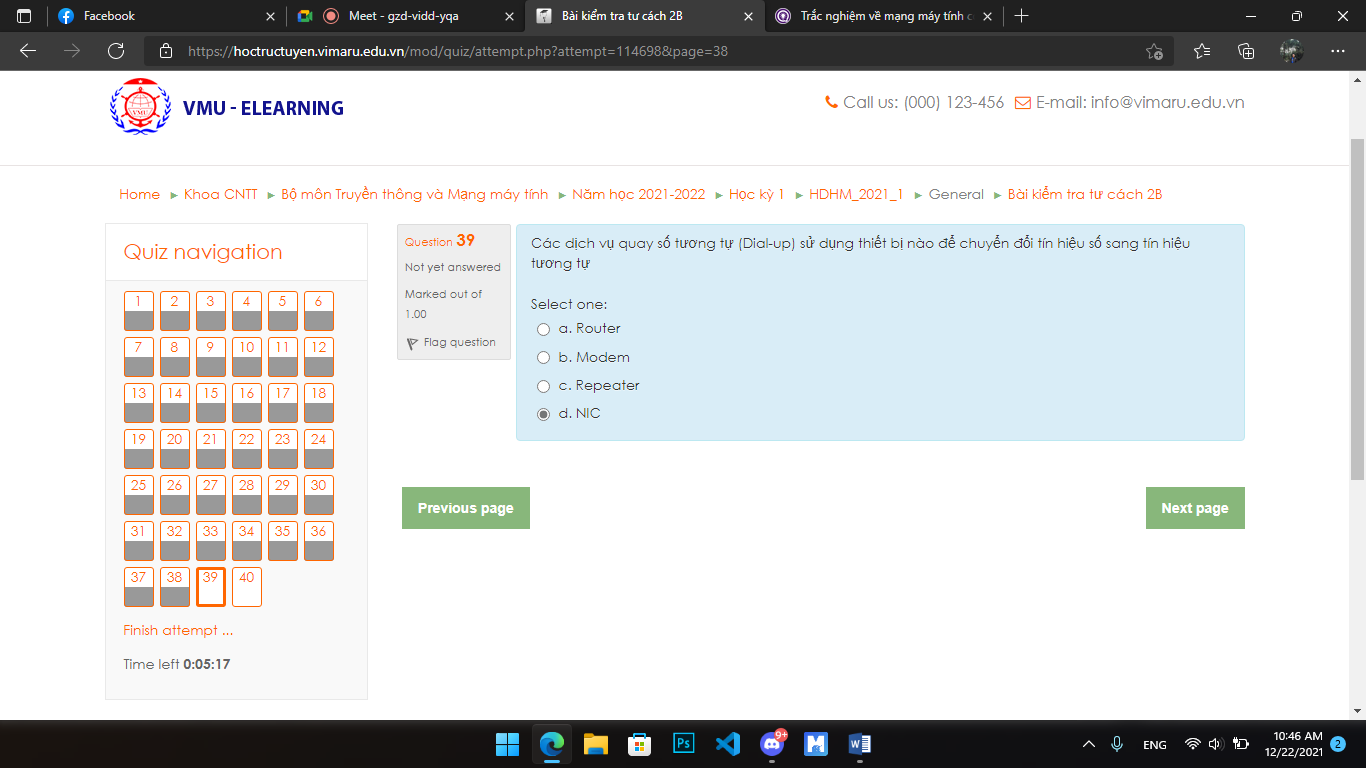 Facebook
Meet - gzd-vidd-yqa
Bài kiểm tra tư cách 2B
Trắc nghiệm về mạng máy tính c
https://hoctructuyen.vimaru.edu.vn/mod/quiz/attempt.php?attempt=114698&page=38
VMU
VMU - ELEARNING
Call us: (000) 123-456
E-mail: info@vimaru.edu.vn
Home ► Khoa CNTT ► Bộ môn Truyền thông và Mạng máy tính ► Năm học 2021-2022 ► Học kỳ 1 ► HDHM_2021_1 ► General ► Bài kiểm tra tư cách 2B
Quiz navigation
1 2 3 4 5 6
7 8 9 10 11 12
13 14 15 16 17 18
19 20 21 22 23 24
25 26 27 28 29 30
31 32 33 34 35 36
37 38 39 40
Finish attempt ...
Time left 0:05:17
Question 39
Not yet answered
Marked out of
1.00
Flag question
Các dịch vụ quay số tương tự (Dial-up) sử dụng thiết bị nào để chuyển đổi tín hiệu số sang tín hiệu
tương tự
Select one:
a. Router
b. Modem
c. Repeater
d. NIC
Previous page
Next page
Ps
9+
ENG
10:46 AM
12/22/2021
2